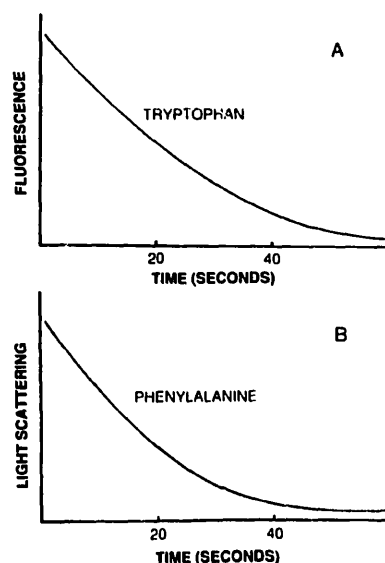 A
FLUORESCENCE
TRYPTOPHAN
20
40
TIME (SECONDS)
B
LIGHT SCATTERING
PHENYLALANINE
20
40
TIME (SECONDS)